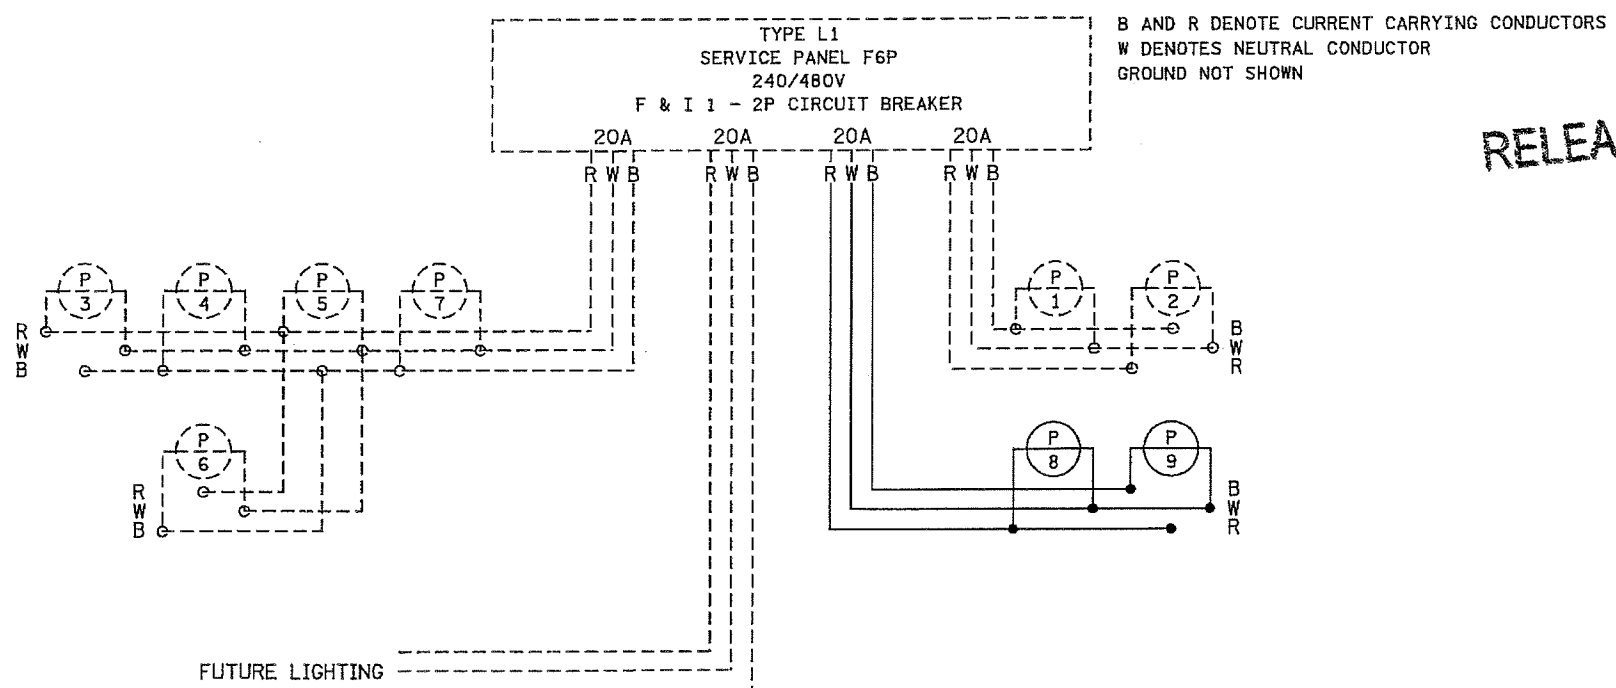 TYPE L1
SERVICE PANEL F6P
240/480V
F & I 1 - 2P CIRCUIT BREAKER
20A 20A 20A 20A
B AND R DENOTE CURRENT CARRYING CONDUCTORS
W DENOTES NEUTRAL CONDUCTOR
GROUND NOT SHOWN
RELEA
R W B R W B R W B R W B
P 3
P 4
P 5
P 7
R
W
B
P 6
R
W
B
P 1
P 2
B
W
R
P 8
P 9
B
W
R
FUTURE LIGHTING